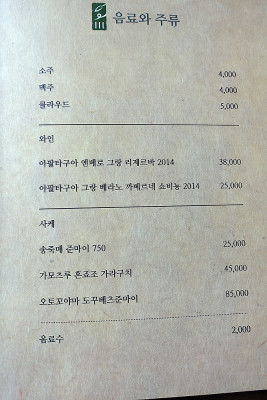 음료와 주류
소주 4,000
맥주 4,000
클라우드 5,000
와인
아팔타구아 엔베로 그랑 리제르바 2014 38,000
아팔타구아 그랑 베라노 까베르네 쇼비뇽 2014 25,000
사케
송죽매 준마이 750 25,000
가모츠루 혼죠조 가라구치 45,000
오토꼬야마 도꾸베츠준마이 85,000
음료수 2,000